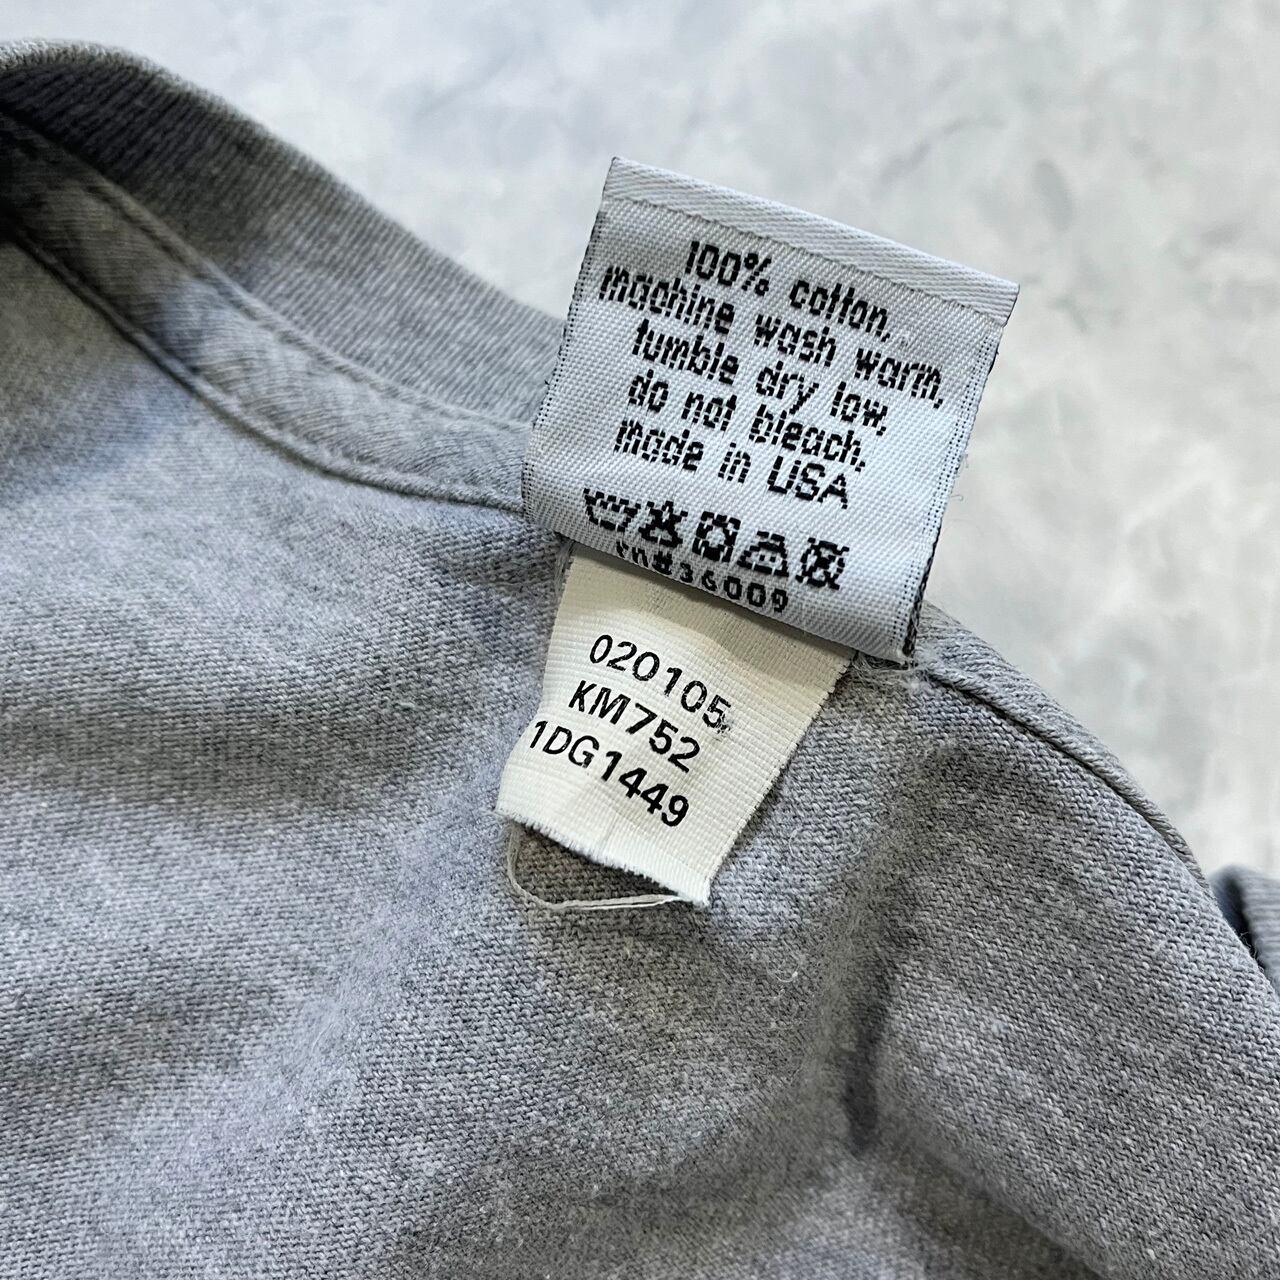 100% cotton,
machine wash warm,
tumble dry low,
do not bleach,
made in USA
rn#36009
020105
KM752
1DG1449